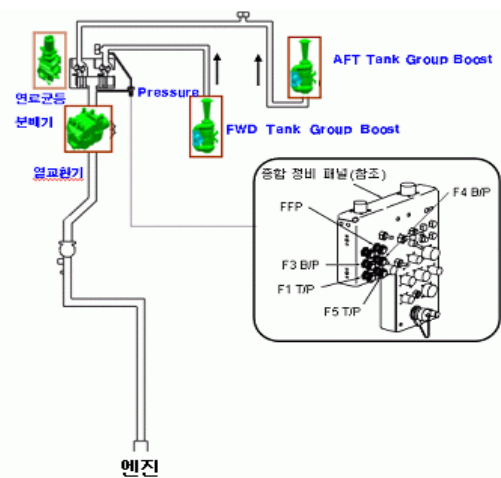 AFT Tank Group Boost
연료균등
분배기
Pressure
FWD Tank Group Boost
열교환기
종합 정비 패널(참조)
F4 B/P
FFP
F3 B/P
F1 T/P
F5 T/P
엔진